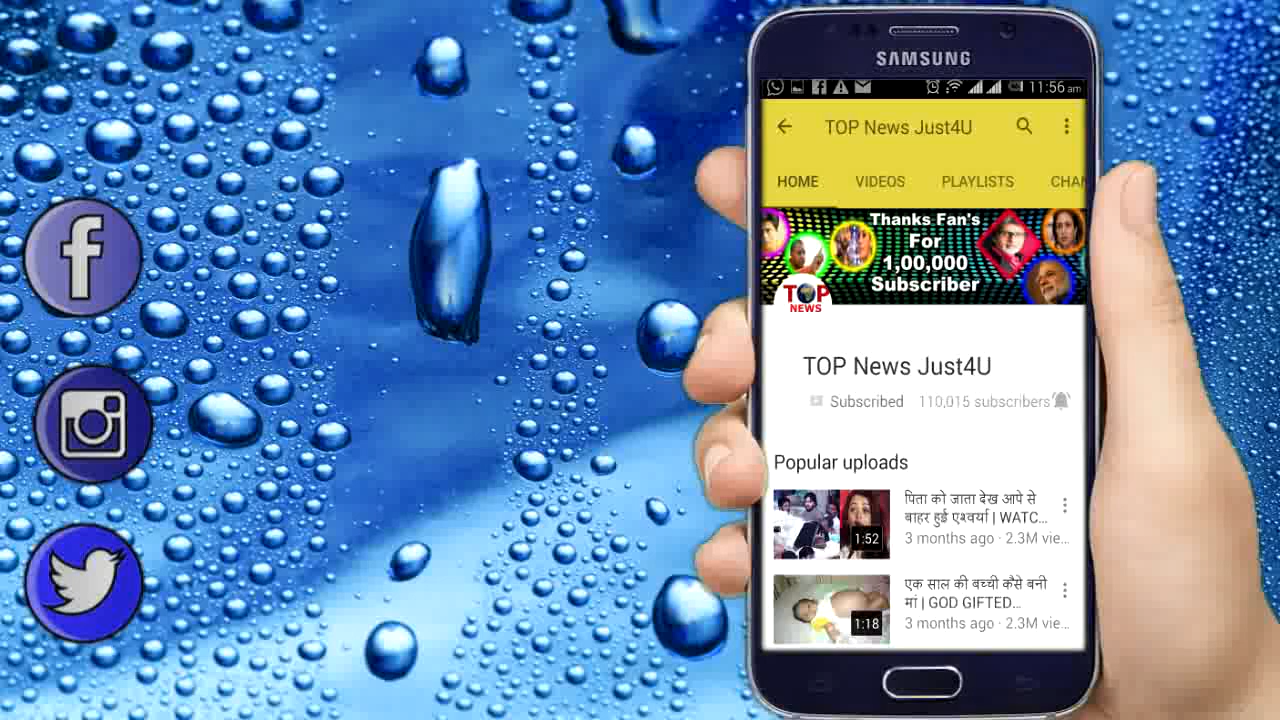 SAMSUNG
11:56 am
TOP News Just4U
HOME VIDEOS PLAYLISTS CHAN
Thanks Fan's
For
1,00,000
Subscriber
TOP
NEWS
TOP News Just4U
Subscribed 110,015 subscribers
Popular uploads
पिता को जाता देख आपे से
बाहर हुई एश्वर्या | WATC...
1:52
3 months ago · 2.3M vie...
एक साल की बच्ची कैसे बनी
मां | GOD GIFTED...
1:18
3 months ago · 2.3M vie...